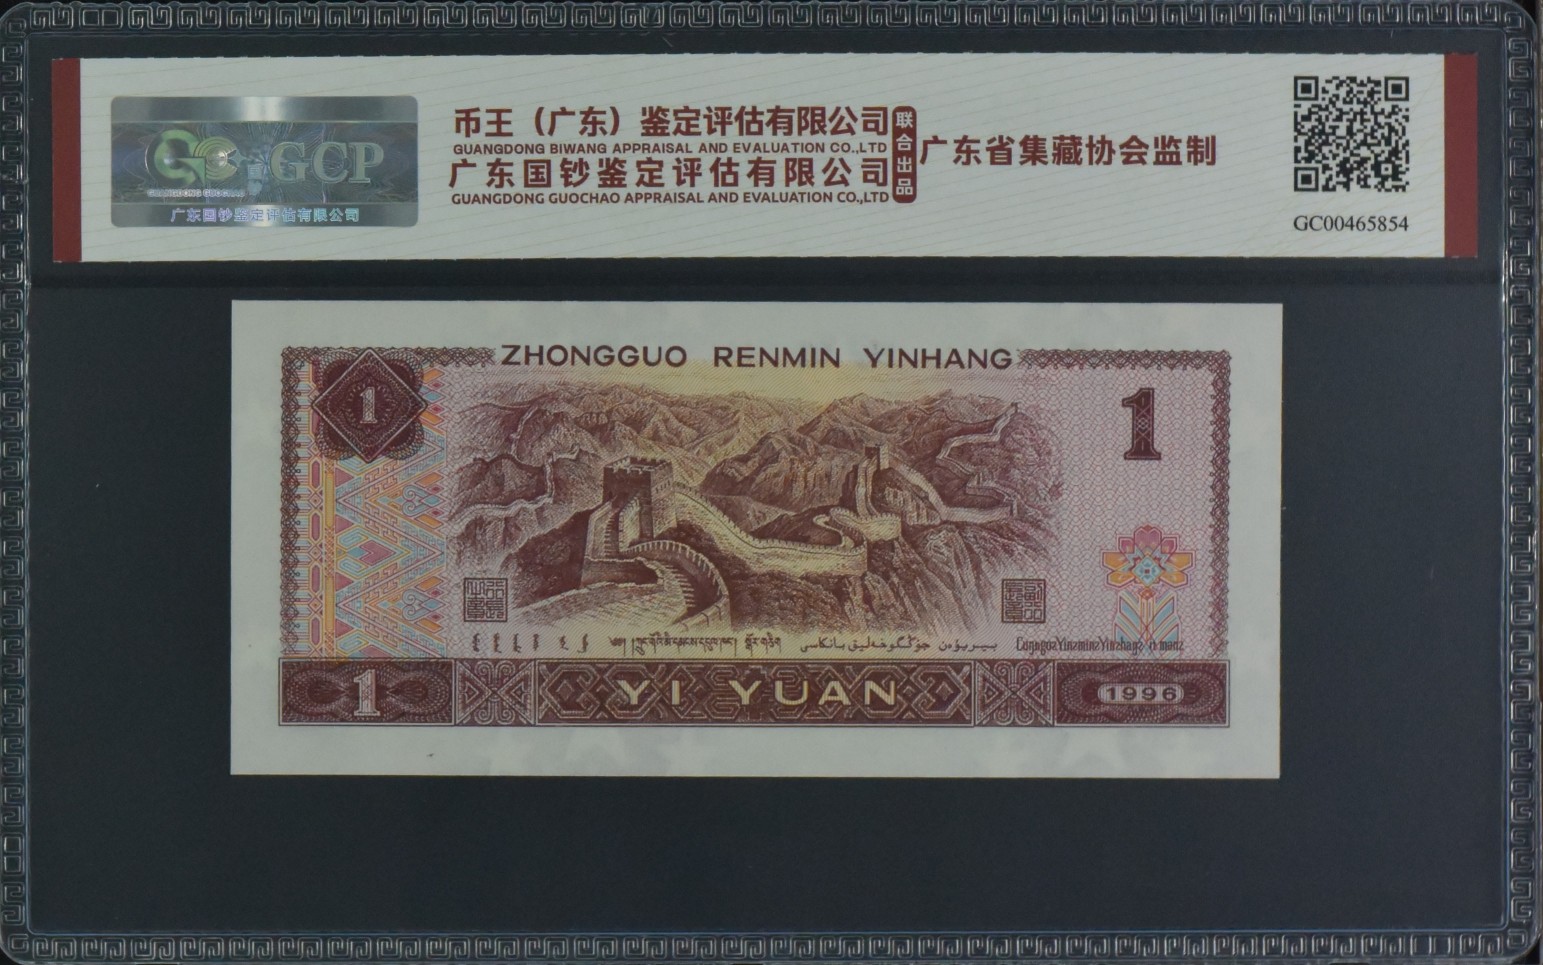 币王（广东）鉴定评估有限公司
GUANGDONG BIWANG APPRAISAL AND EVALUATION CO.,LTD
广东国钞鉴定评估有限公司
GUANGDONG GUOCHAO APPRAISAL AND EVALUATION CO.,LTD
联合出品
广东省集藏协会监制
GCP
GUANGDONG GUOCHAO
广东国钞鉴定评估有限公司
GC00465854
ZHONGGUO RENMIN YINHANG
1
1
1
YI YUAN
1996